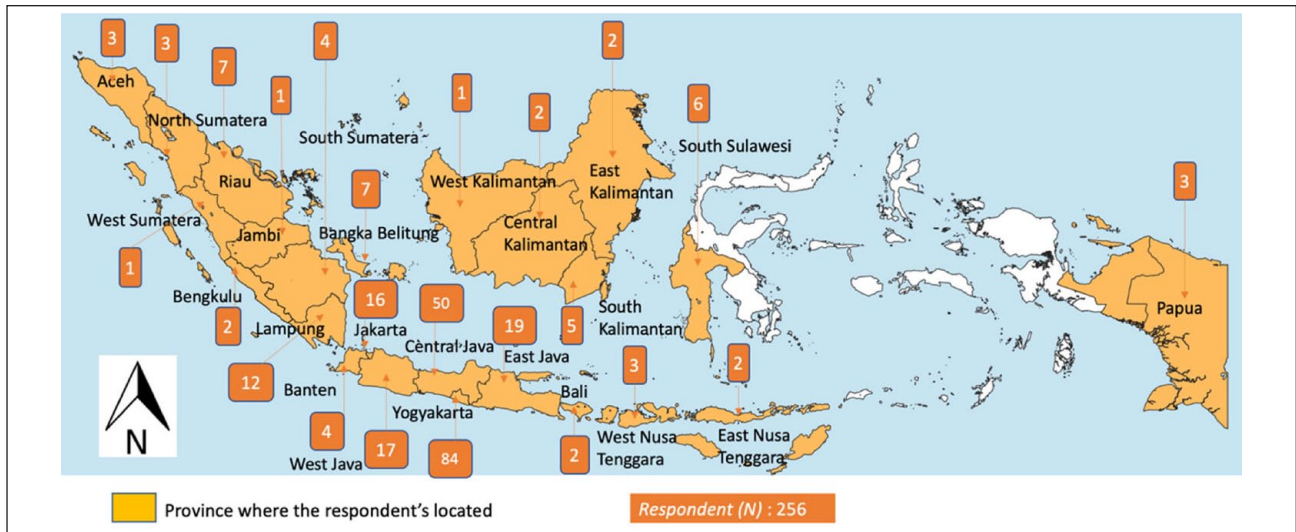 3
3
7
1
4
1
2
2
6
3
Aceh
North Sumatera
South Sumatera
South Sulawesi
Riau
West Kalimantan
East
Kalimantan
7
West Sumatera
Jambi
Bangka Belitung
Central
Kalimantan
1
Bengkulu
2
Lampung
16
Jakarta
50
Central Java
19
East Java
5
South
Kalimantan
Papua
12
Banten
4
West Java
17
Yogyakarta
84
Bali
2
3
West Nusa
Tenggara
2
East Nusa
Tenggara
N
Province where the respondent's located
Respondent (N) : 256